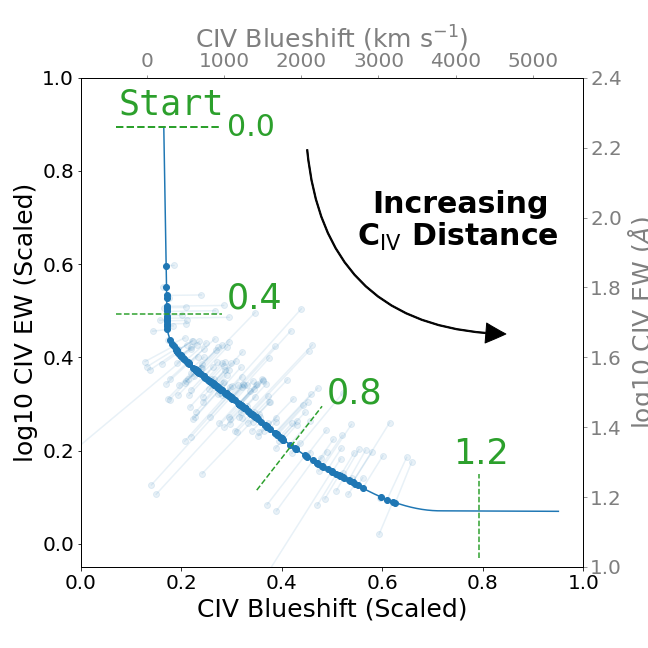 CIV Blueshift (km s⁻¹)
0 1000 2000 3000 4000 5000
1.0
0.8
0.6
0.4
0.2
0.0
log10 CIV EW (Scaled)
Start
0.0
0.4
0.8
1.2
Increasing
CIV Distance
2.4
2.2
2.0
1.8
1.6
1.4
1.2
1.0
log10 CIV EW (Å)
0.0 0.2 0.4 0.6 0.8 1.0
CIV Blueshift (Scaled)